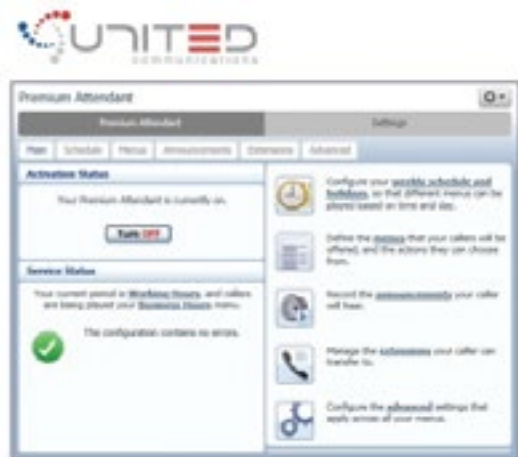 UNITED
communications
Premium Attendant
Premium Attendant
Settings
Main Schedule Menus Announcements Extensions Advanced
Activation Status
Your Premium Attendant is currently on.
Turn OFF
Service Status
Your current period is Working Hours, and callers
are being played your Business Hours menu.
The configuration contains no errors.
Configure your weekly schedule and
holidays, so that different menus can be
played based on time and day.
Define the menus that your callers will be
offered, and the actions they can choose
from.
Record the announcements your caller
will hear.
Manage the extensions your caller can
transfer to.
Configure the advanced settings that
apply across all your menus.